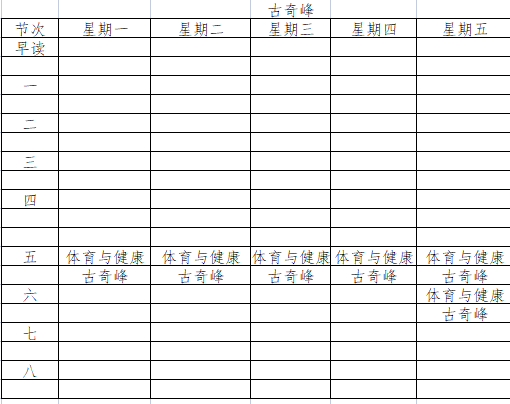 古奇峰
节次 星期一 星期二 星期三 星期四 星期五
早读
一
二
三
四
五 体育与健康 体育与健康 体育与健康 体育与健康 体育与健康
古奇峰 古奇峰 古奇峰 古奇峰 古奇峰
六 体育与健康
古奇峰
七
八